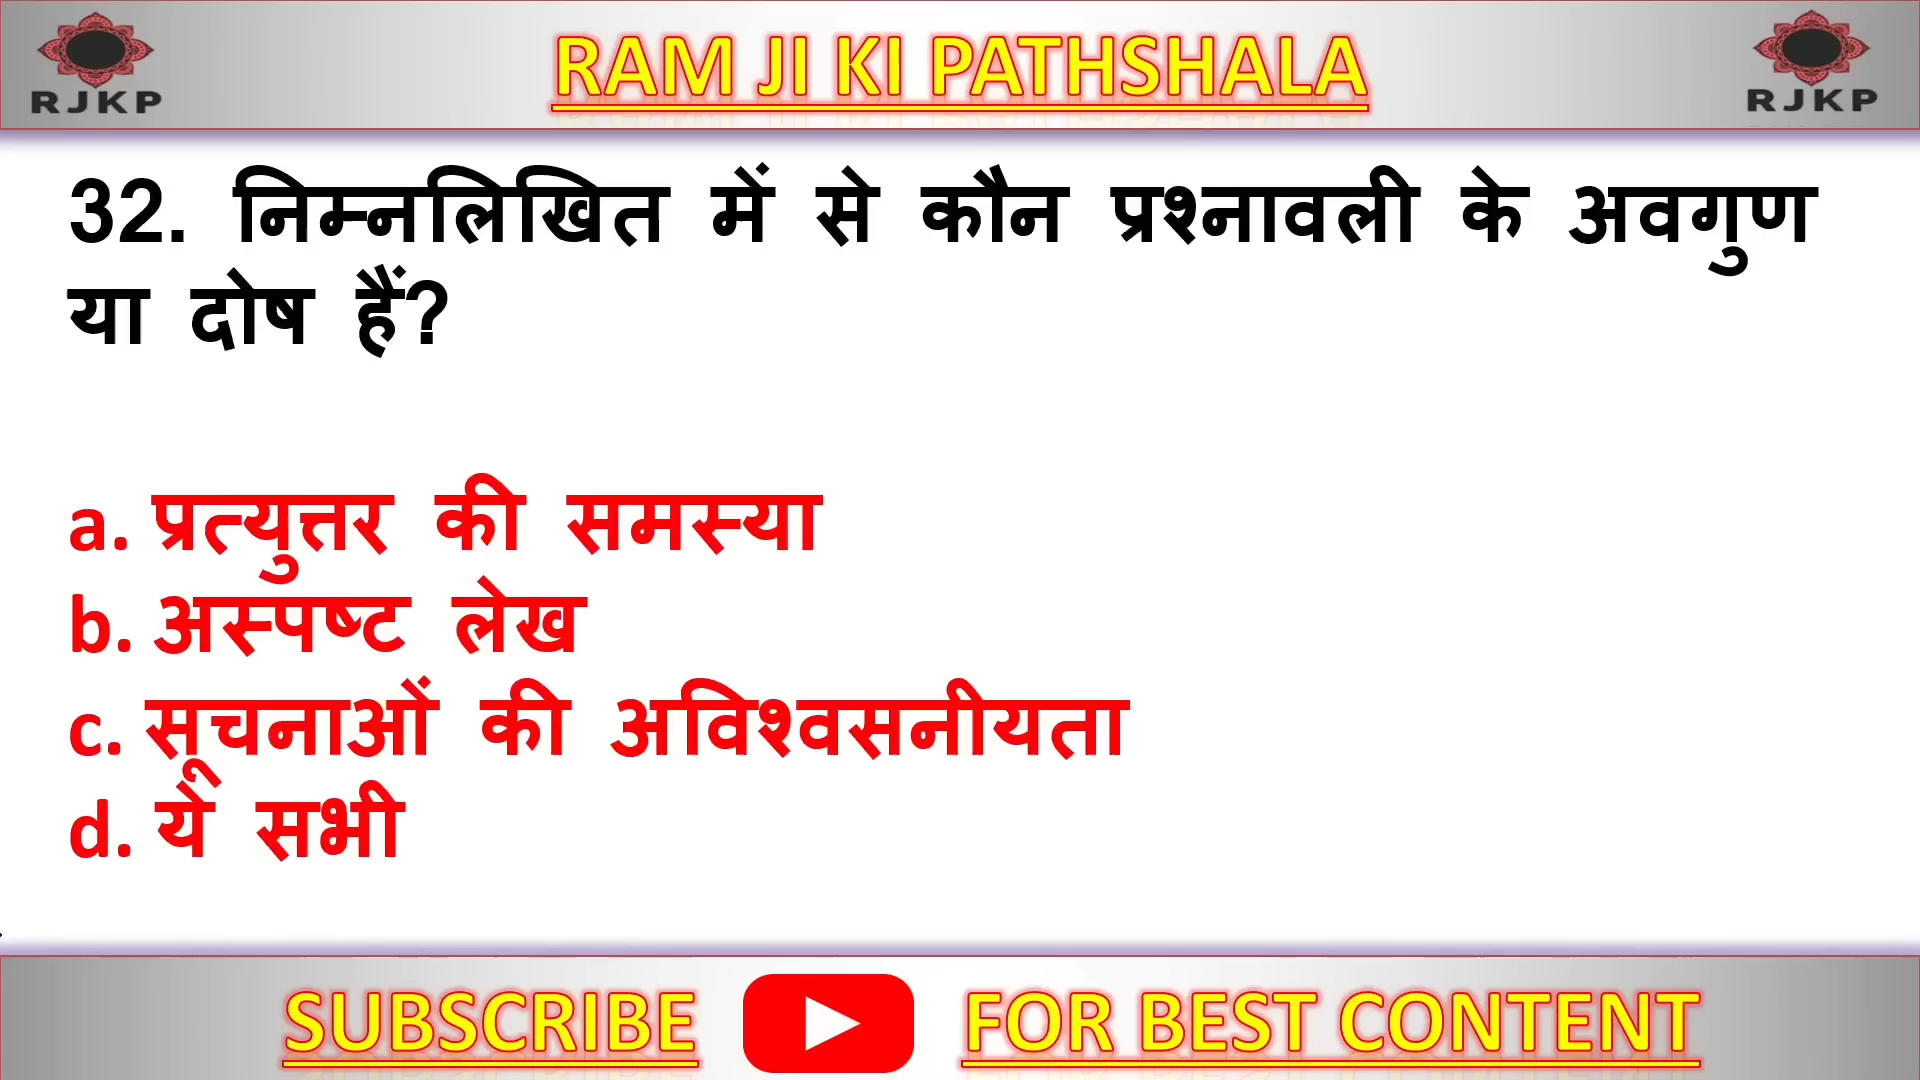 RJKP
RAM JI KI PATHSHALA
RJKP
32. निम्नलिखित में से कौन प्रश्नावली के अवगुण
या दोष हैं?
a. प्रत्युत्तर की समस्या
b. अस्पष्ट लेख
c. सूचनाओं की अविश्वसनीयता
d. ये सभी
SUBSCRIBE FOR BEST CONTENT